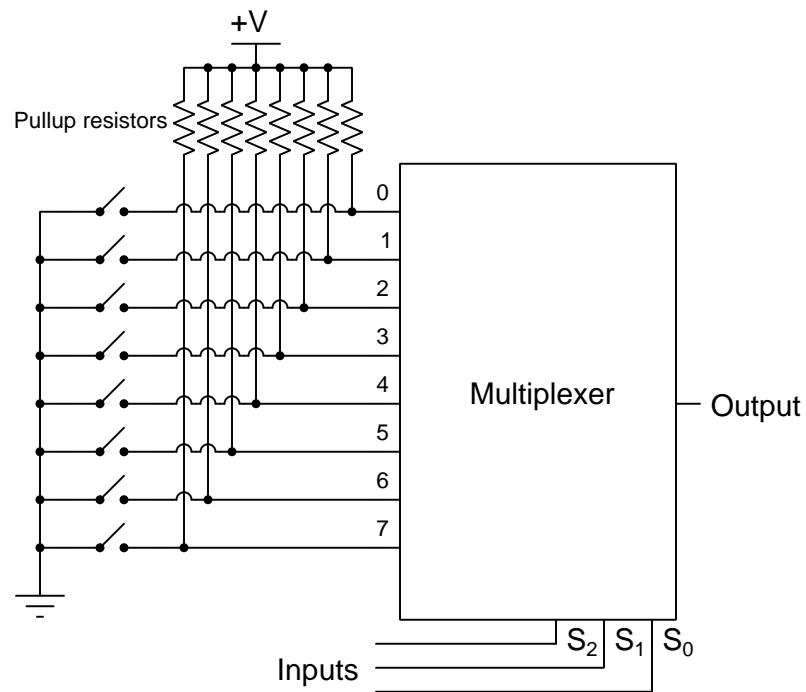 +V
Pullup resistors
0
1
2
3
4
5
6
7
Multiplexer
Output
S₂ S₁ S₀
Inputs